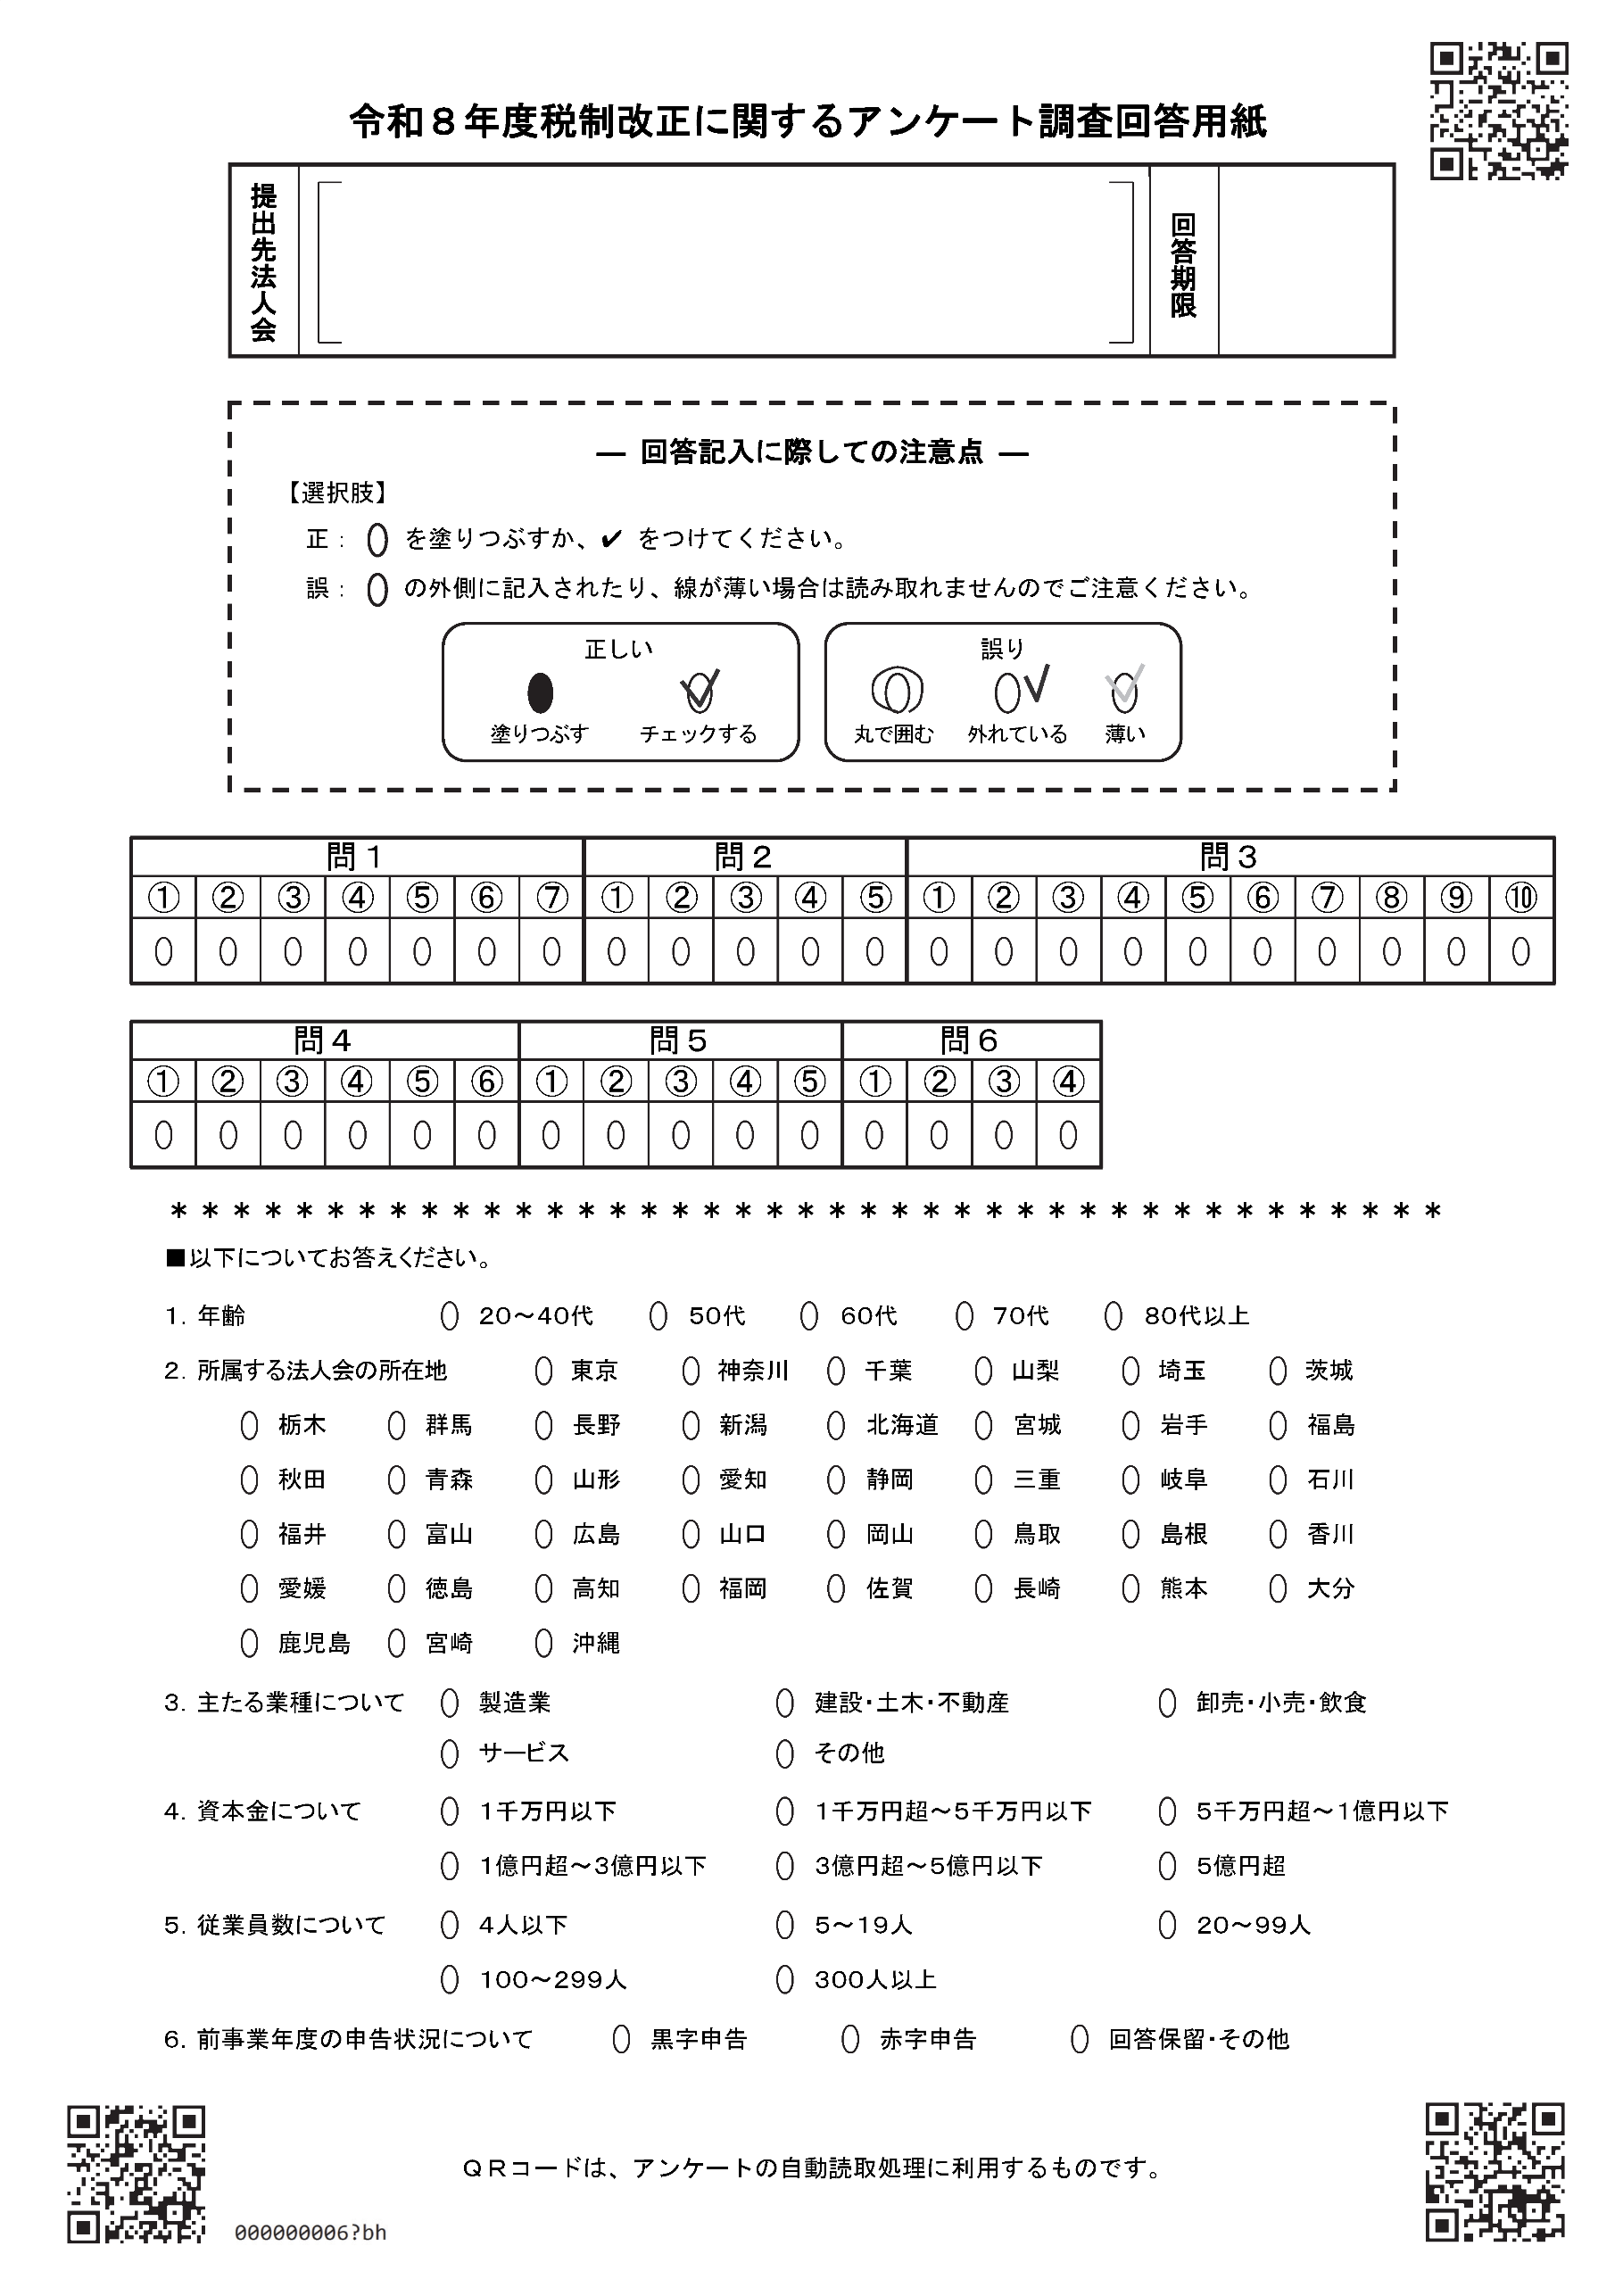 令和８年度税制改正に関するアンケート調査回答用紙
提出先法人会
回答期限
― 回答記入に際しての注意点 ―
【選択肢】
正： を塗りつぶすか、✔ をつけてください。
誤： の外側に記入されたり、線が薄い場合は読み取れませんのでご注意ください。
正しい 誤り
塗りつぶす チェックする 丸で囲む 外れている 薄い
問１ 問２ 問３
① ② ③ ④ ⑤ ⑥ ⑦ ① ② ③ ④ ⑤ ① ② ③ ④ ⑤ ⑥ ⑦ ⑧ ⑨ ⑩
問４ 問５ 問６
① ② ③ ④ ⑤ ⑥ ① ② ③ ④ ⑤ ① ② ③ ④
＊＊＊＊＊＊＊＊＊＊＊＊＊＊＊＊＊＊＊＊＊＊＊＊＊＊＊＊＊＊＊＊＊＊＊＊＊＊＊＊＊
■以下についてお答えください。
１．年齢 ２０～４０代 ５０代 ６０代 ７０代 ８０代以上
２．所属する法人会の所在地 東京 神奈川 千葉 山梨 埼玉 茨城
栃木 群馬 長野 新潟 北海道 宮城 岩手 福島
秋田 青森 山形 愛知 静岡 三重 岐阜 石川
福井 富山 広島 山口 岡山 鳥取 島根 香川
愛媛 徳島 高知 福岡 佐賀 長崎 熊本 大分
鹿児島 宮崎 沖縄
３．主たる業種について 製造業 建設・土木・不動産 卸売・小売・飲食
サービス その他
４．資本金について １千万円以下 １千万円超～５千万円以下 ５千万円超～１億円以下
１億円超～３億円以下 ３億円超～５億円以下 ５億円超
５．従業員数について ４人以下 ５～１９人 ２０～９９人
１００～２９９人 ３００人以上
６．前事業年度の申告状況について 黒字申告 赤字申告 回答保留・その他
ＱＲコードは、アンケートの自動読取処理に利用するものです。
000000006?bh